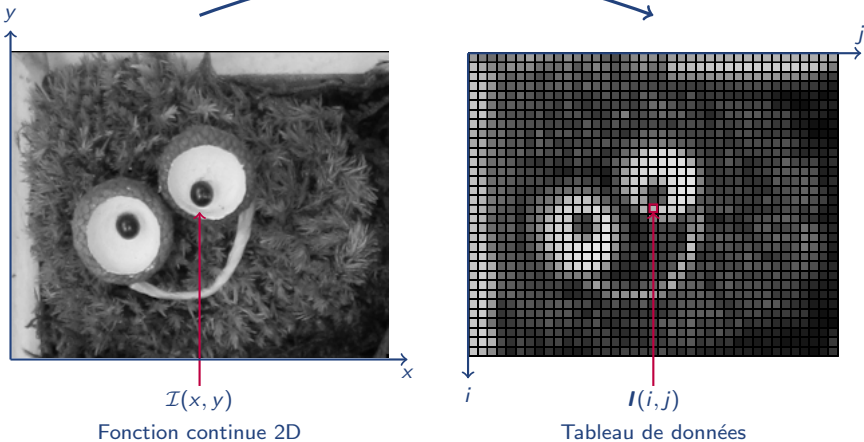 y
j
x
i
𝓘(x, y)
I(i, j)
Fonction continue 2D
Tableau de données